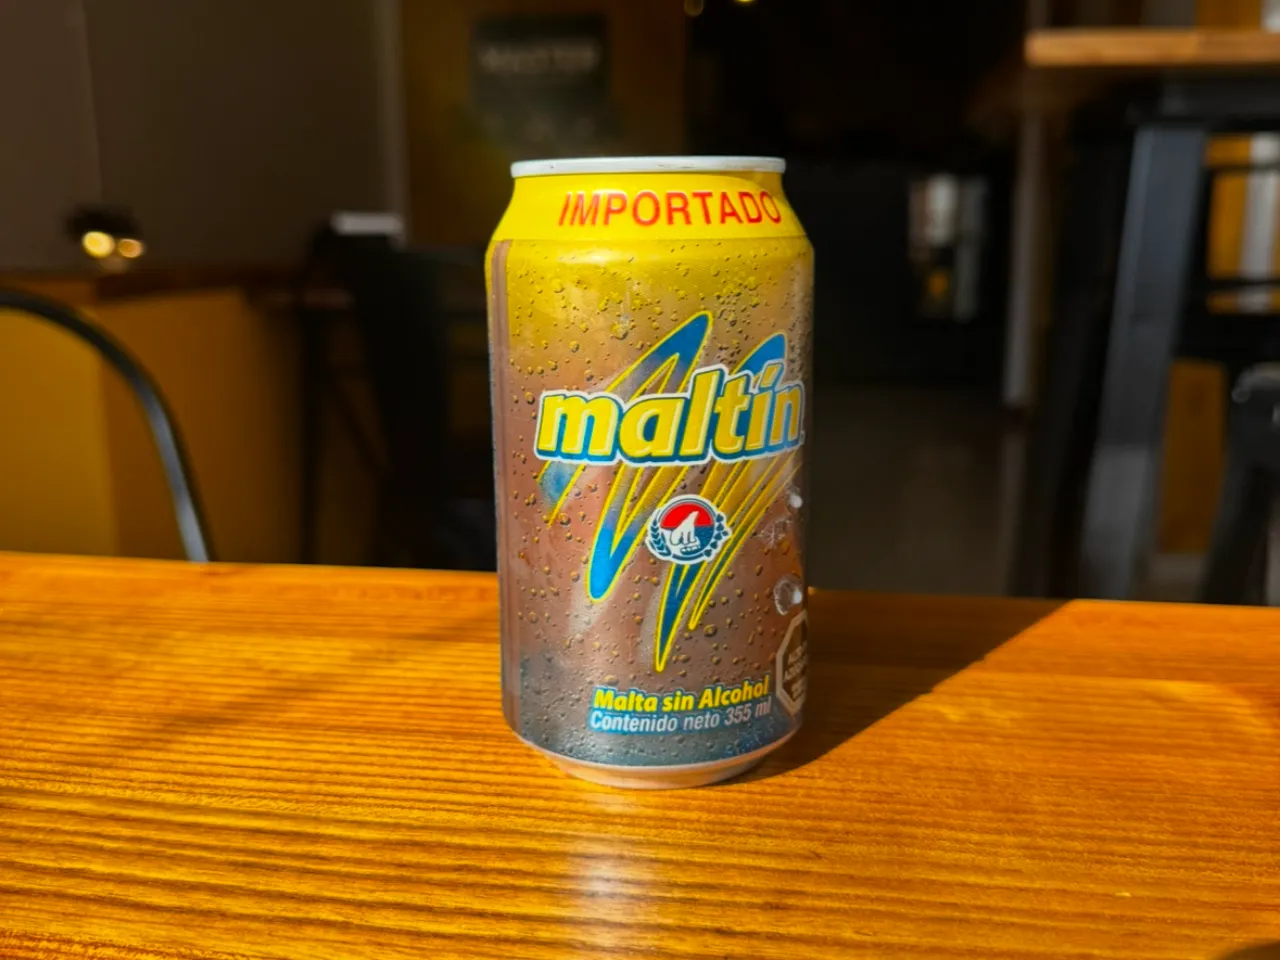 IMPORTADO
maltín
Malta sin Alcohol
Contenido neto 355 ml